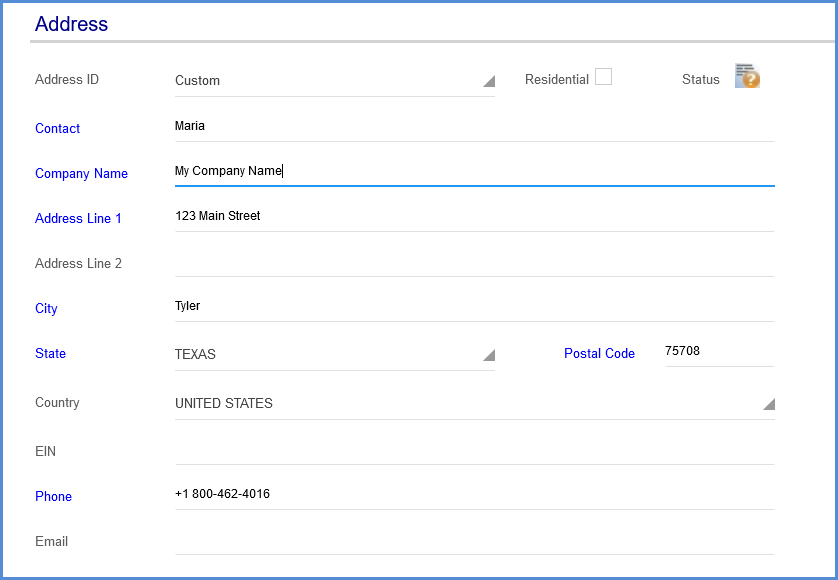 Address
Address ID Custom Residential Status
Contact Maria
Company Name My Company Name
Address Line 1 123 Main Street
Address Line 2
City Tyler
State TEXAS Postal Code 75708
Country UNITED STATES
EIN
Phone +1 800-462-4016
Email